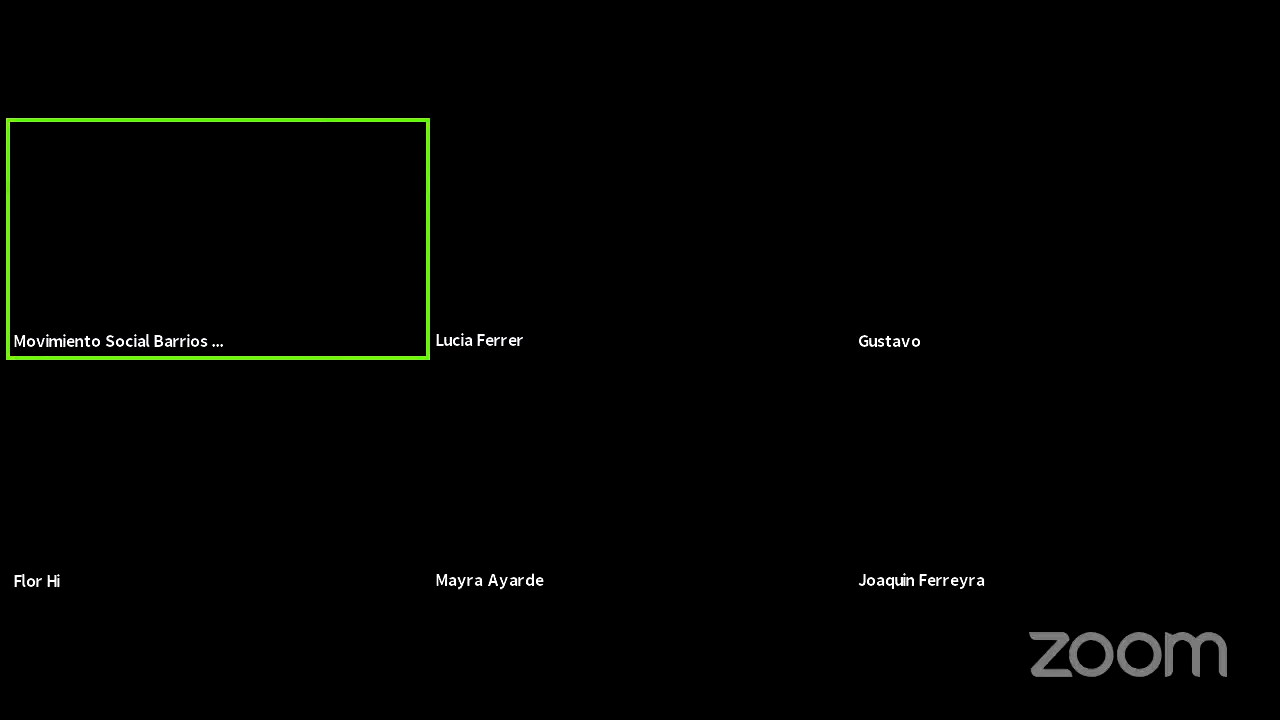 Movimiento Social Barrios ...
Lucia Ferrer
Gustavo
Flor Hi
Mayra Ayarde
Joaquin Ferreyra
zoom